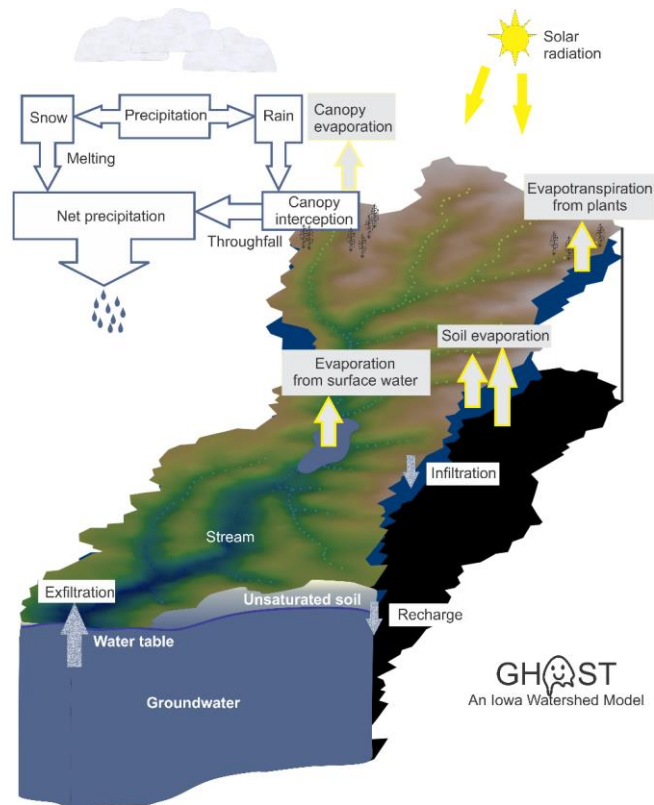 Solar
radiation
Snow
Precipitation
Rain
Canopy
evaporation
Melting
Net precipitation
Canopy
interception
Throughfall
Evapotranspiration
from plants
Soil evaporation
Evaporation
from surface water
Infiltration
Stream
Exfiltration
Unsaturated soil
Recharge
Water table
Groundwater
GHOST
An Iowa Watershed Model